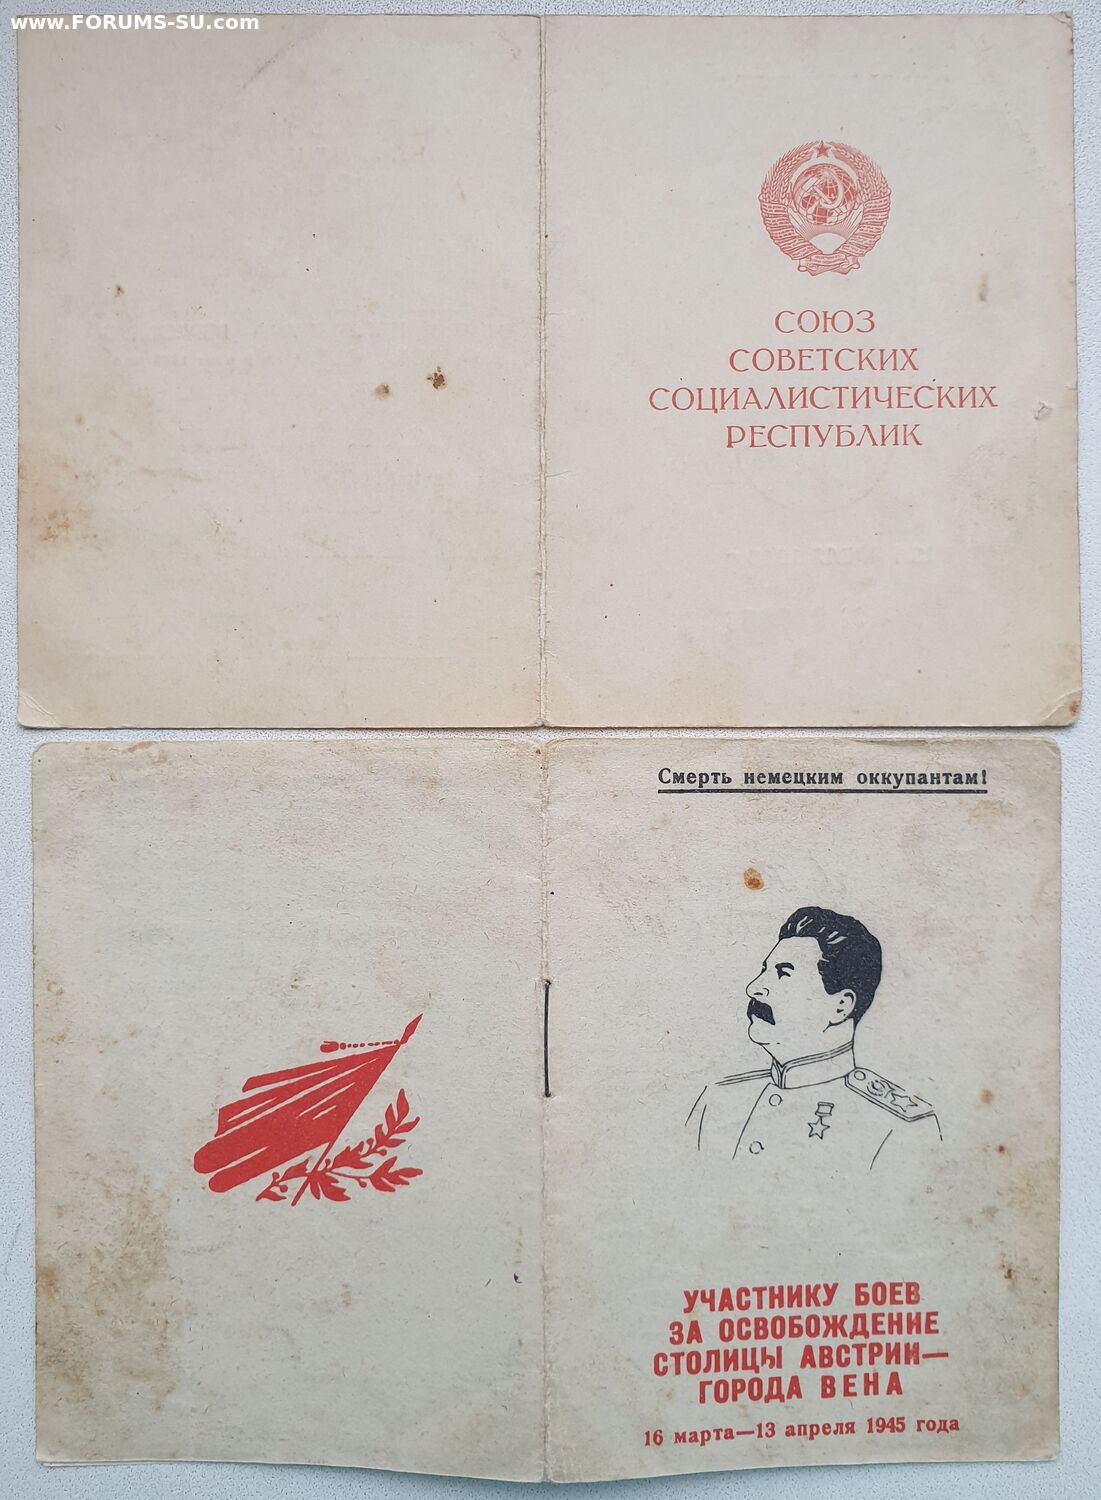 www.FORUMS-SU.com
СОЮЗ
СОВЕТСКИХ
СОЦИАЛИСТИЧЕСКИХ
РЕСПУБЛИК
Смерть немецким оккупантам!
УЧАСТНИКУ БОЕВ
ЗА ОСВОБОЖДЕНИЕ
СТОЛИЦЫ АВСТРИИ—
ГОРОДА ВЕНА
16 марта—13 апреля 1945 года